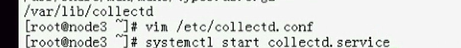 /var/lib/collectd
[root@node3 ~]# vim /etc/collectd.conf
[root@node3 ~]# systemctl start collectd.service